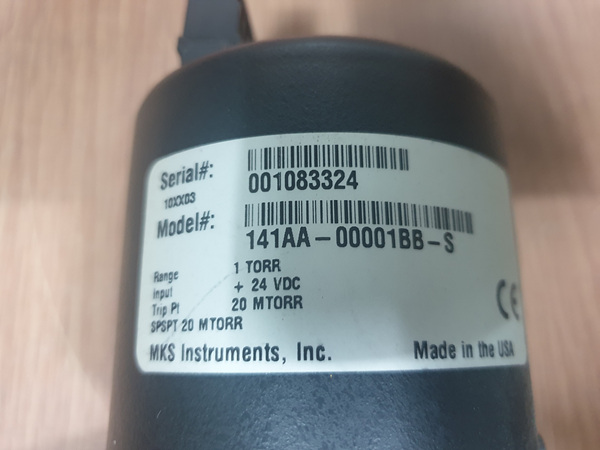 Serial#:
001083324
10XX03
Model#:
141AA-00001BB-S
Range 1 TORR
Input + 24 VDC
Trip Pt 20 MTORR
SPSPT 20 MTORR
CE
MKS Instruments, Inc. Made in the USA